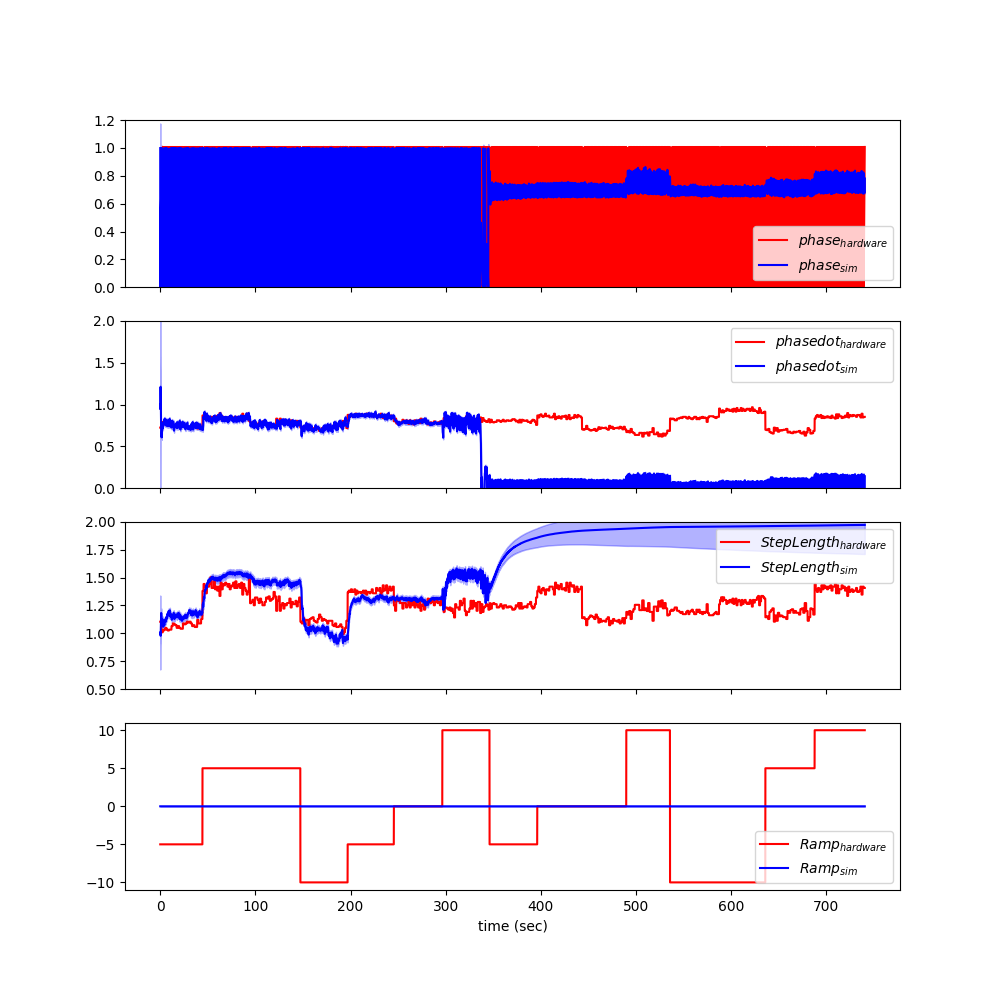 1.2
1.0
0.8
0.6
0.4
0.2
0.0
phase_hardware
phase_sim
2.0
1.5
1.0
0.5
0.0
phasedot_hardware
phasedot_sim
2.00
1.75
1.50
1.25
1.00
0.75
0.50
StepLength_hardware
StepLength_sim
10
5
0
−5
−10
Ramp_hardware
Ramp_sim
0 100 200 300 400 500 600 700
time (sec)